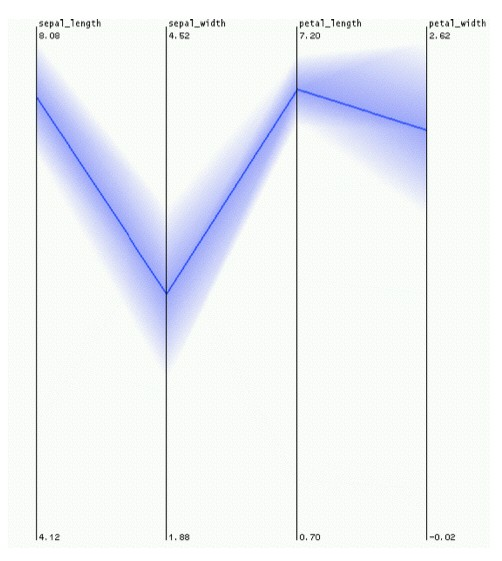 sepal_length sepal_width petal_length petal_width
8.08 4.52 7.20 2.62
4.12 1.88 0.70 -0.02